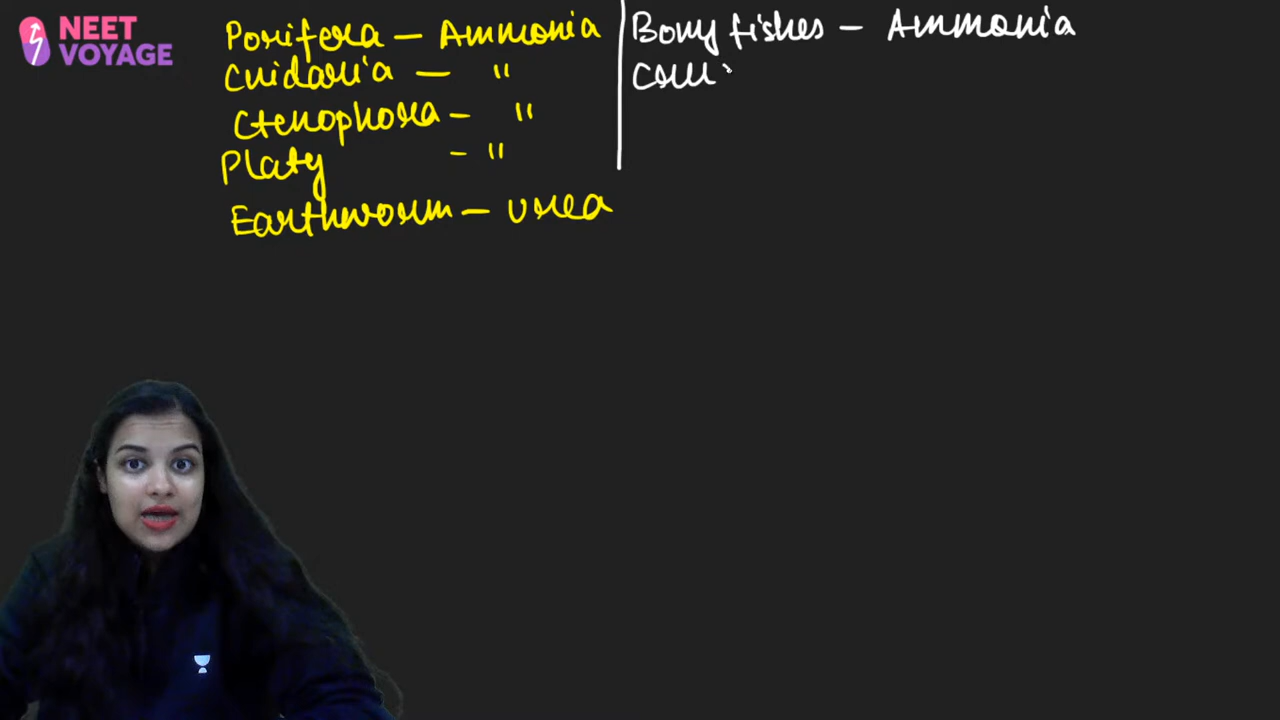 NEET
VOYAGE
Porifera – Ammonia
Cnidaria – "
Ctenophora – "
Platy – "
Earthworm – urea
Bony fishes – Ammonia